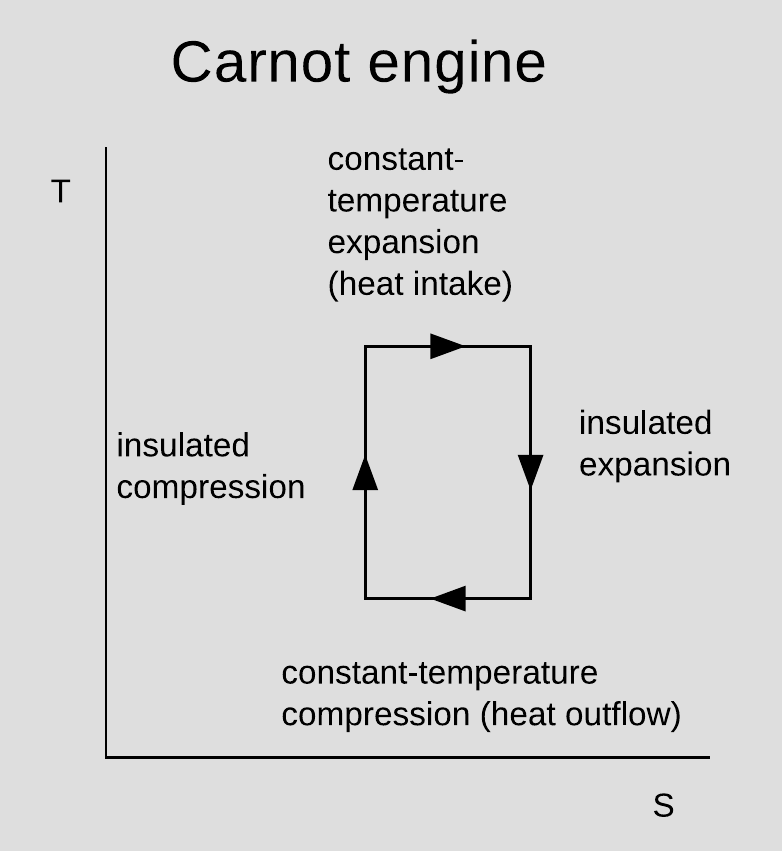 Carnot engine
T
constant-
temperature
expansion
(heat intake)
insulated
compression
insulated
expansion
constant-temperature
compression (heat outflow)
S